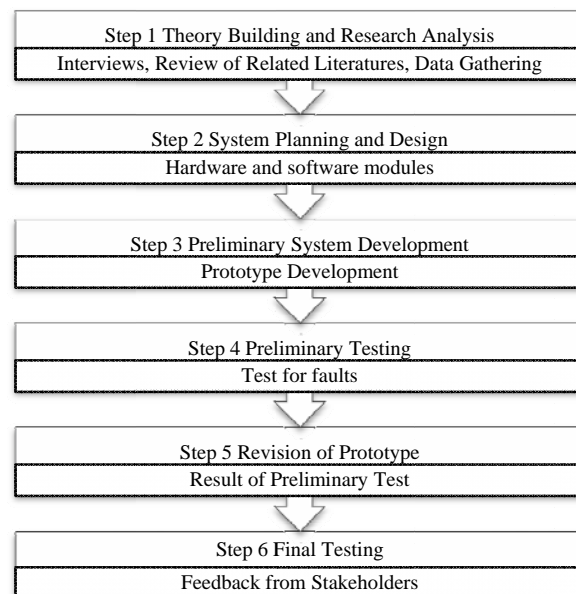 Step 1 Theory Building and Research Analysis
Interviews, Review of Related Literatures, Data Gathering
Step 2 System Planning and Design
Hardware and software modules
Step 3 Preliminary System Development
Prototype Development
Step 4 Preliminary Testing
Test for faults
Step 5 Revision of Prototype
Result of Preliminary Test
Step 6 Final Testing
Feedback from Stakeholders